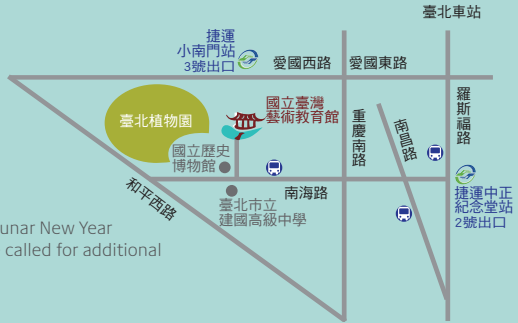 臺北車站
捷運
小南門站
3號出口
愛國西路
愛國東路
羅斯福路
國立臺灣
藝術教育館
重慶南路
南昌路
臺北植物園
國立歷史
博物館
和平西路
南海路
臺北市立
建國高級中學
捷運中正
紀念堂站
2號出口
unar New Year
called for additional